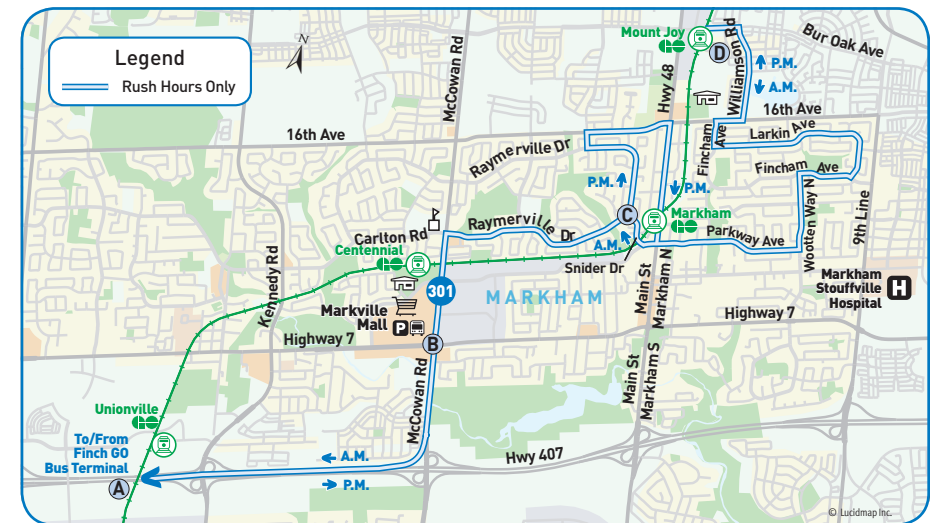 Legend
Rush Hours Only
N
McCowan Rd
Mount Joy
D
Williamson Rd
Bur Oak Ave
P.M.
A.M.
Hwy 48
16th Ave
16th Ave
Fincham
Ave
Larkin Ave
Raymerville Dr
Fincham Ave
P.M.
P.M.
Wootten Way N
9th Line
C
Markham
Raymerville Dr
Carlton Rd
Centennial
A.M.
Parkway Ave
Snider Dr
Kennedy Rd
301
MARKHAM
Main St
Markham N
Markham
Stouffville
Hospital
H
Markville
Mall
P
Highway 7
Highway 7
B
McCowan Rd
Main St
Markham S
Unionville
To/From
Finch GO
Bus Terminal
A
A.M.
P.M.
Hwy 407
© Lucidmap Inc.